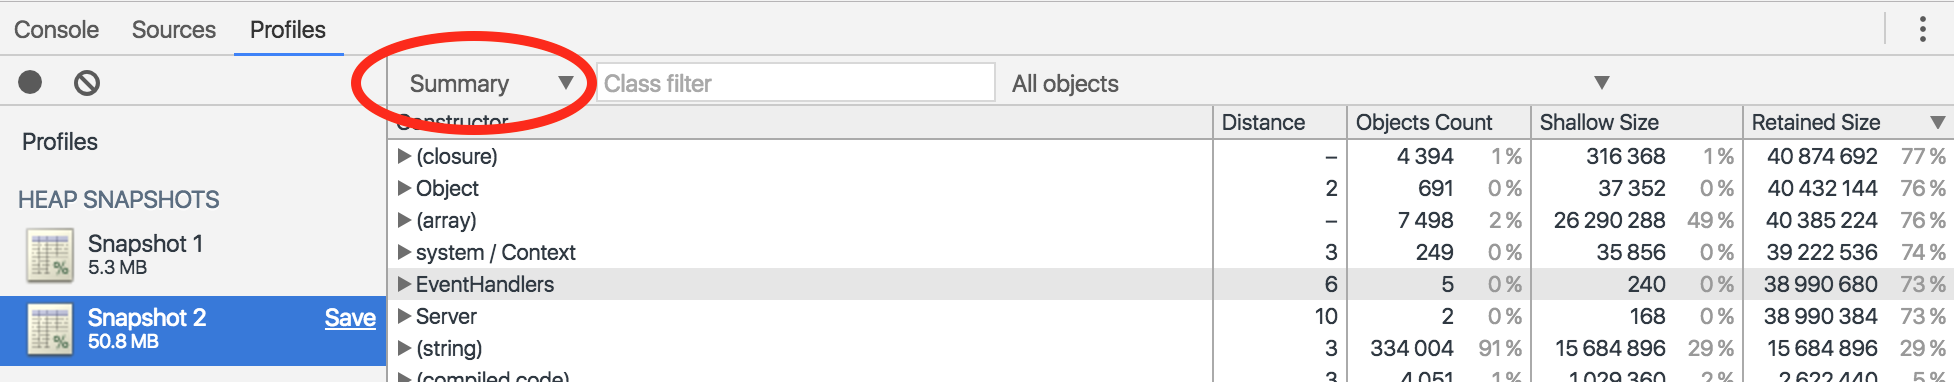 Console Sources Profiles
Summary ▼ Class filter All objects ▼
Profiles
HEAP SNAPSHOTS
Snapshot 1
5.3 MB
Snapshot 2 Save
50.8 MB
Constructor Distance Objects Count Shallow Size Retained Size ▼
▶ (closure) – 4 394 1 % 316 368 1 % 40 874 692 77 %
▶ Object 2 691 0 % 37 352 0 % 40 432 144 76 %
▶ (array) – 7 498 2 % 26 290 288 49 % 40 385 224 76 %
▶ system / Context 3 249 0 % 35 856 0 % 39 222 536 74 %
▶ EventHandlers 6 5 0 % 240 0 % 38 990 680 73 %
▶ Server 10 2 0 % 168 0 % 38 990 384 73 %
▶ (string) 3 334 004 91 % 15 684 896 29 % 15 684 896 29 %
▶ (compiled code) 3 4 051 1 % 1 029 360 2 % 2 622 440 5 %